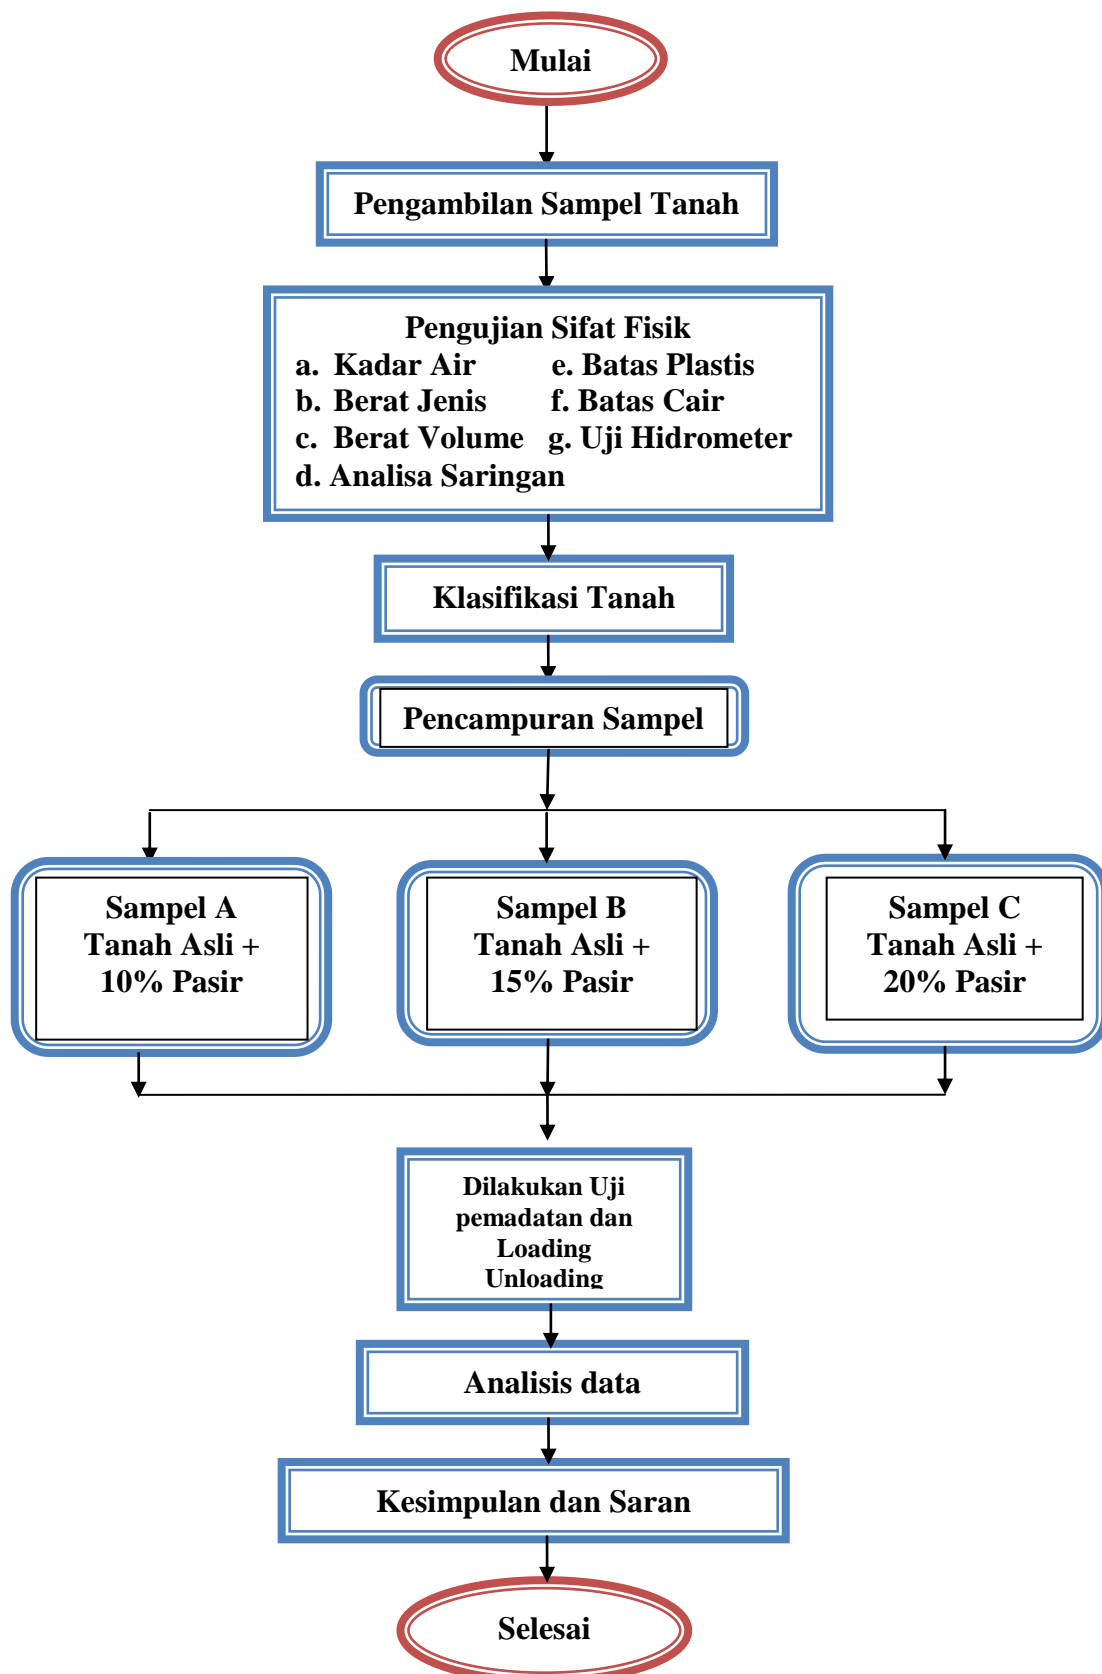 Mulai
Pengambilan Sampel Tanah
Pengujian Sifat Fisik
a. Kadar Air e. Batas Plastis
b. Berat Jenis f. Batas Cair
c. Berat Volume g. Uji Hidrometer
d. Analisa Saringan
Klasifikasi Tanah
Pencampuran Sampel
Sampel A
Tanah Asli +
10% Pasir
Sampel B
Tanah Asli +
15% Pasir
Sampel C
Tanah Asli +
20% Pasir
Dilakukan Uji
pemadatan dan
Loading
Unloading
Analisis data
Kesimpulan dan Saran
Selesai